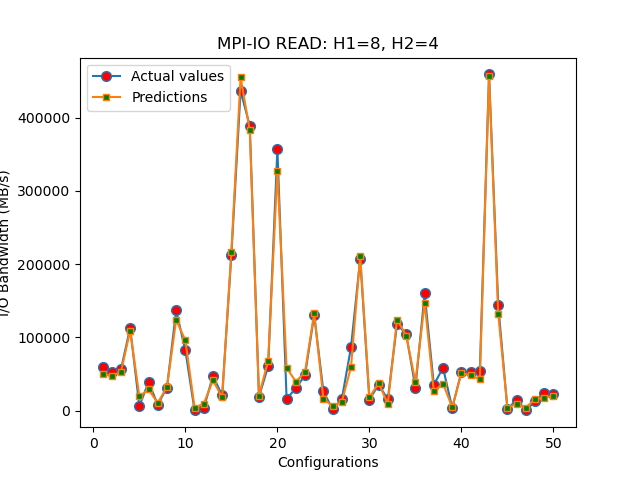 MPI-IO READ: H1=8, H2=4
Actual values
Predictions
400000
300000
200000
100000
0
I/O Bandwidth (MB/s)
0 10 20 30 40 50
Configurations